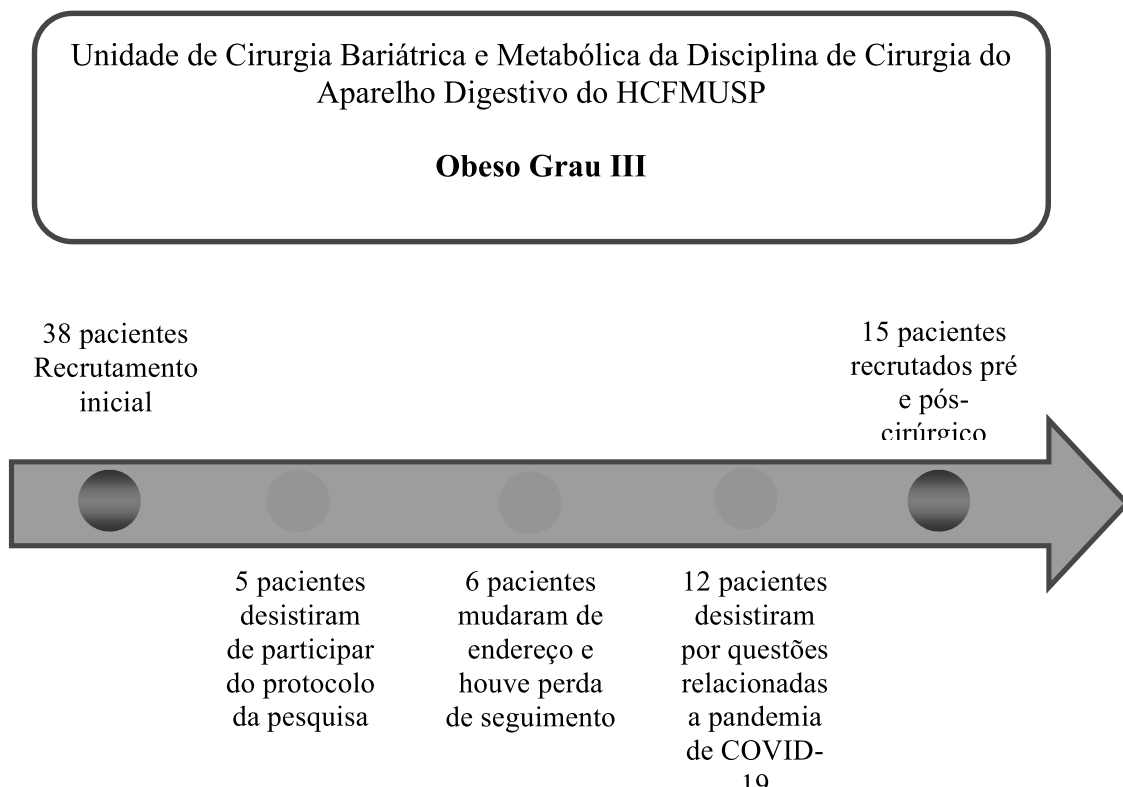 Unidade de Cirurgia Bariátrica e Metabólica da Disciplina de Cirurgia do
Aparelho Digestivo do HCFMUSP
Obeso Grau III
38 pacientes
Recrutamento
inicial
15 pacientes
recrutados pré
e pós-
cirúrgico
5 pacientes
desistiram
de participar
do protocolo
da pesquisa
6 pacientes
mudaram de
endereço e
houve perda
de seguimento
12 pacientes
desistiram
por questões
relacionadas
a pandemia
de COVID-
19